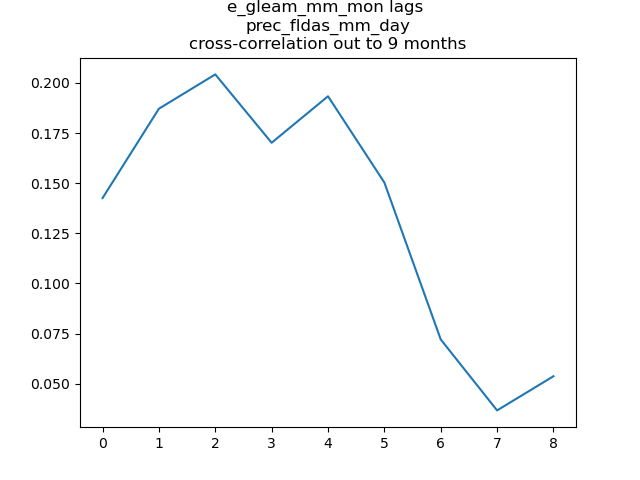 e_gleam_mm_mon lags
prec_fldas_mm_day
cross-correlation out to 9 months
0.200
0.175
0.150
0.125
0.100
0.075
0.050
0 1 2 3 4 5 6 7 8